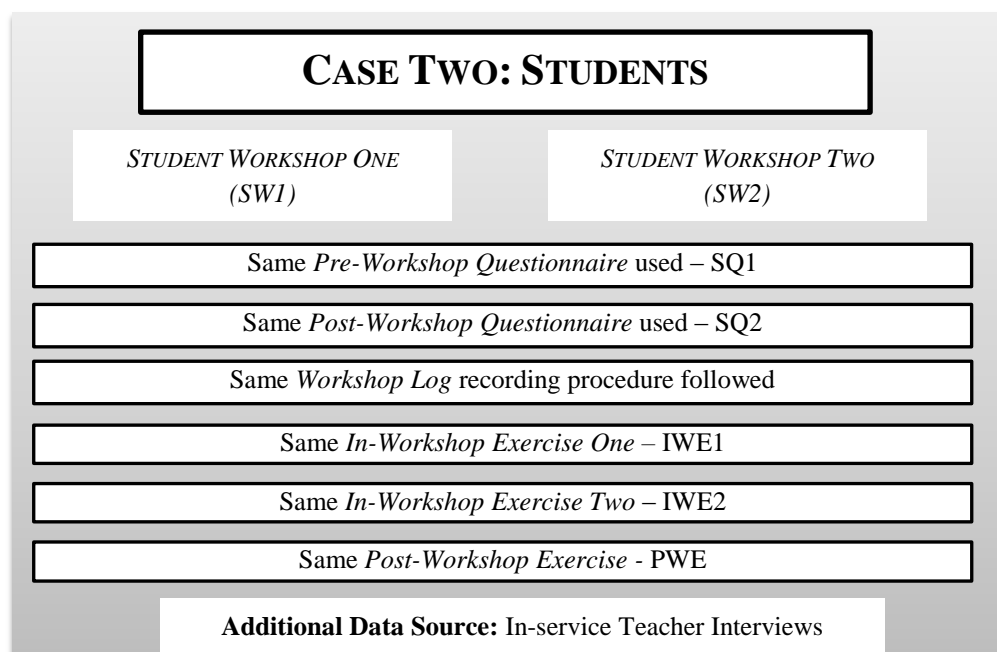 CASE TWO: STUDENTS
STUDENT WORKSHOP ONE
(SW1)
STUDENT WORKSHOP TWO
(SW2)
Same Pre-Workshop Questionnaire used – SQ1
Same Post-Workshop Questionnaire used – SQ2
Same Workshop Log recording procedure followed
Same In-Workshop Exercise One – IWE1
Same In-Workshop Exercise Two – IWE2
Same Post-Workshop Exercise - PWE
Additional Data Source: In-service Teacher Interviews